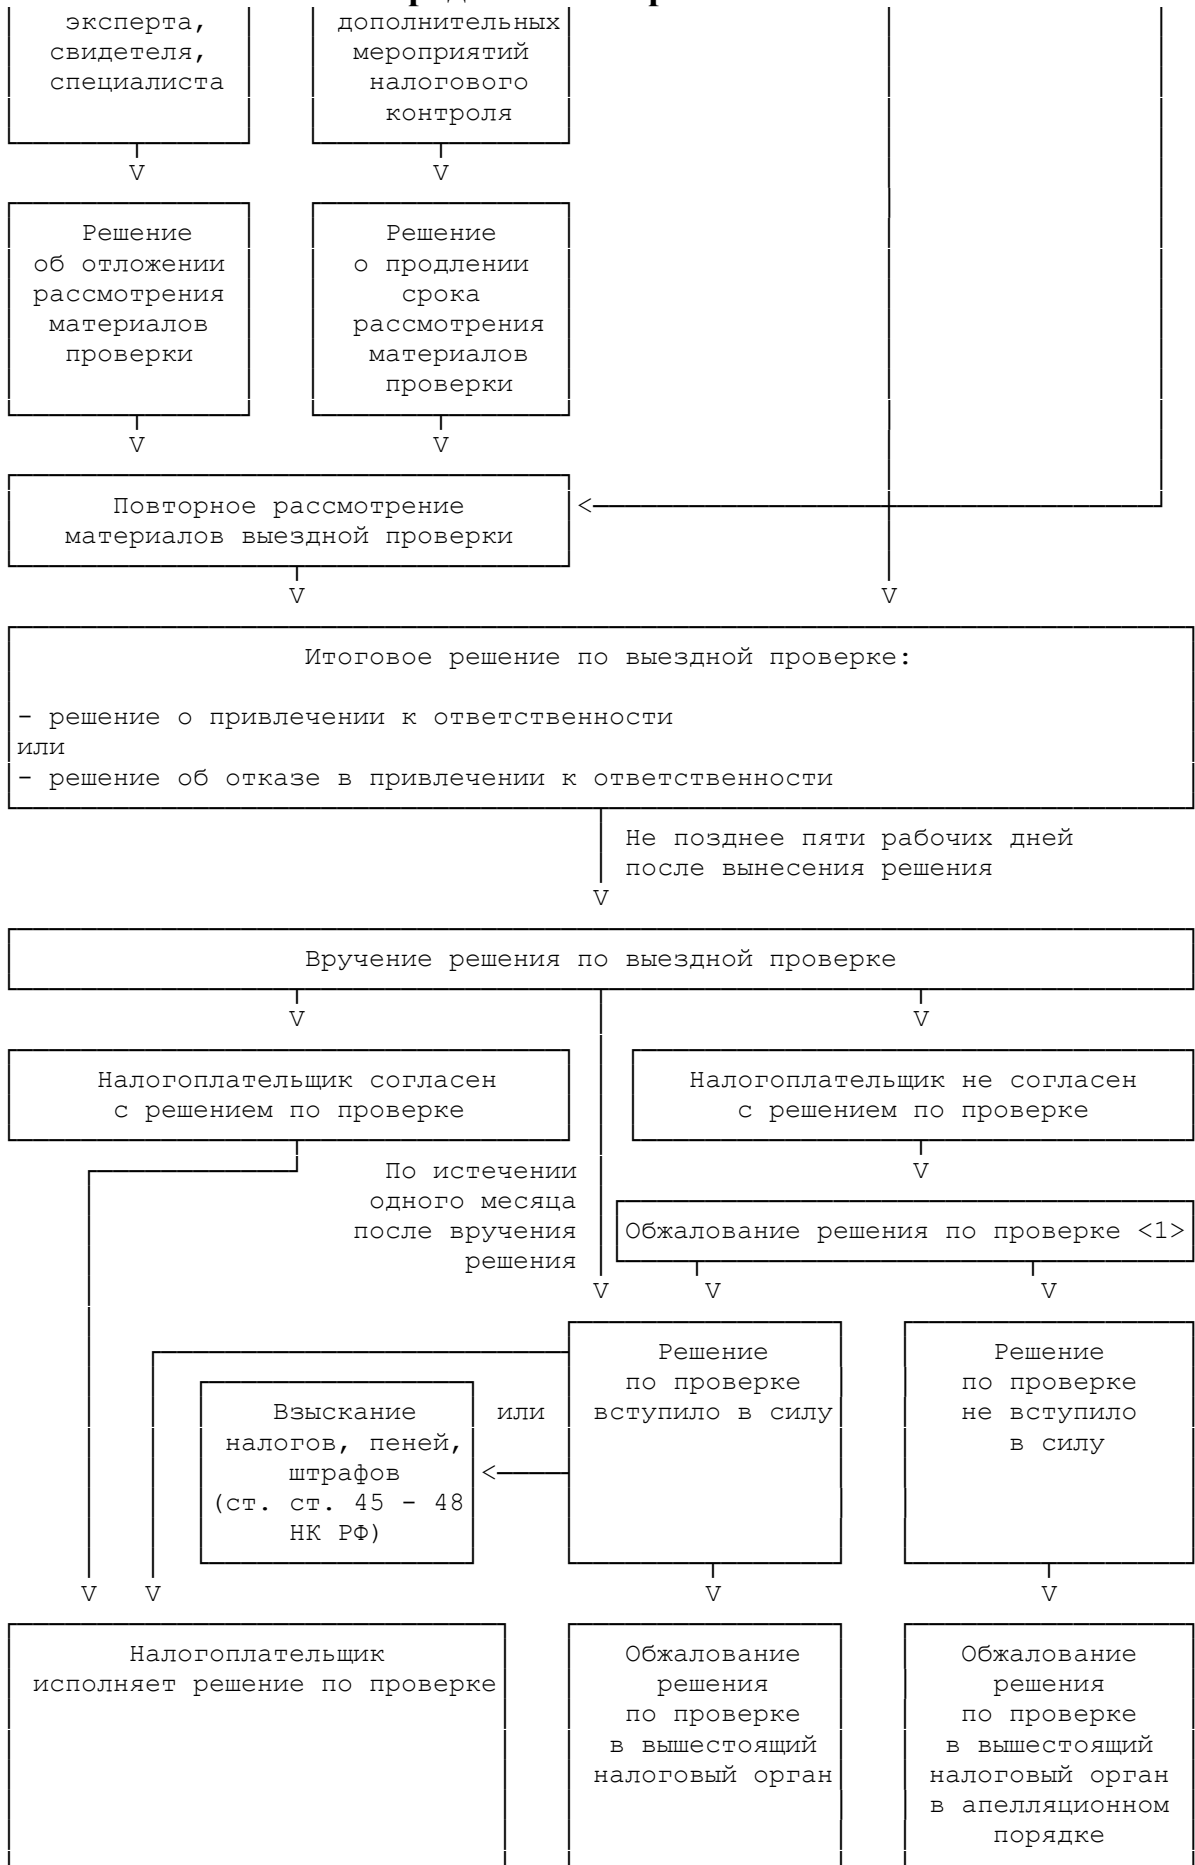 эксперта,
свидетеля,
специалиста
дополнительных
мероприятий
налогового
контроля
V
V
Решение
об отложении
рассмотрения
материалов
проверки
Решение
о продлении
срока
рассмотрения
материалов
проверки
V
V
Повторное рассмотрение
материалов выездной проверки
<
V
V
Итоговое решение по выездной проверке:
- решение о привлечении к ответственности
или
- решение об отказе в привлечении к ответственности
Не позднее пяти рабочих дней
после вынесения решения
V
Вручение решения по выездной проверке
V
V
Налогоплательщик согласен
с решением по проверке
Налогоплательщик не согласен
с решением по проверке
V
По истечении
одного месяца
после вручения
решения
Обжалование решения по проверке <1>
V
V
V
Решение
по проверке
вступило в силу
Решение
по проверке
не вступило
в силу
Взыскание
налогов, пеней,
штрафов
(ст. ст. 45 - 48
НК РФ)
или
<
V
V
V
V
Налогоплательщик
исполняет решение по проверке
Обжалование
решения
по проверке
в вышестоящий
налоговый орган
Обжалование
решения
по проверке
в вышестоящий
налоговый орган
в апелляционном
порядке